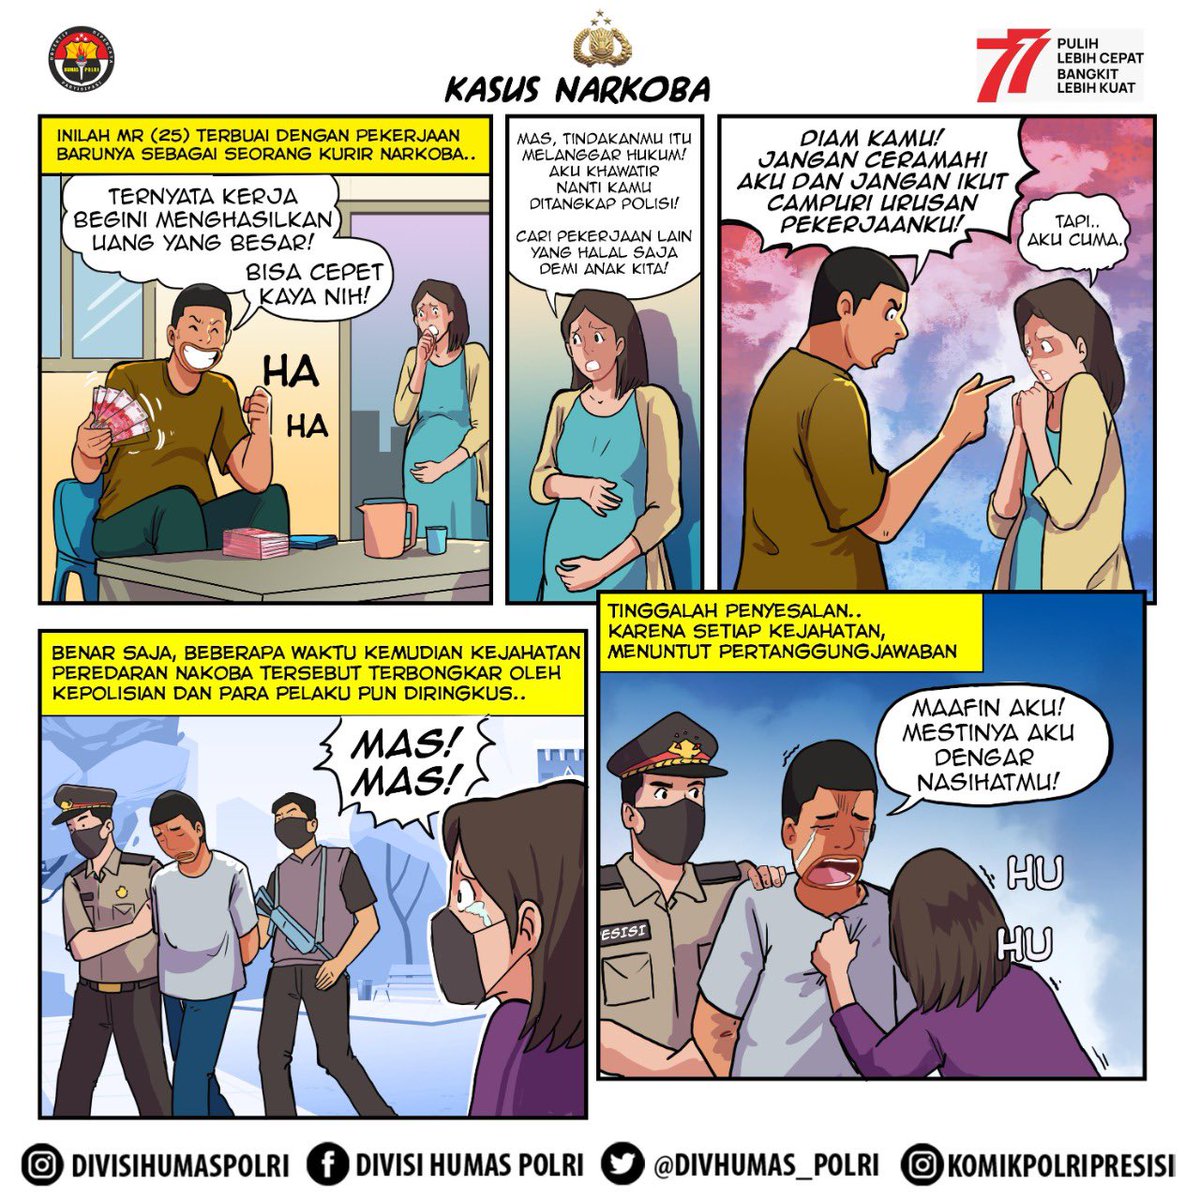 KASUS NARKOBA
HUMAS POLRI
77
PULIH
LEBIH CEPAT
BANGKIT
LEBIH KUAT
INILAH MR (25) TERBUAI DENGAN PEKERJAAN
BARUNYA SEBAGAI SEORANG KURIR NARKOBA..
TERNYATA KERJA
BEGINI MENGHASILKAN
UANG YANG BESAR!
BISA CEPET
KAYA NIH!
HA
HA
MAS, TINDAKANMU ITU
MELANGGAR HUKUM!
AKU KHAWATIR
NANTI KAMU
DITANGKAP POLISI!
CARI PEKERJAAN LAIN
YANG HALAL SAJA
DEMI ANAK KITA!
DIAM KAMU!
JANGAN CERAMAHI
AKU DAN JANGAN IKUT
CAMPURI URUSAN
PEKERJAANKU!
TAPI..
AKU CUMA.
BENAR SAJA, BEBERAPA WAKTU KEMUDIAN KEJAHATAN
PEREDARAN NAKOBA TERSEBUT TERBONGKAR OLEH
KEPOLISIAN DAN PARA PELAKU PUN DIRINGKUS..
MAS!
MAS!
TINGGALAH PENYESALAN..
KARENA SETIAP KEJAHATAN,
MENUNTUT PERTANGGUNGJAWABAN
MAAFIN AKU!
MESTINYA AKU
DENGAR
NASIHATMU!
HU
HU
ESISI
DIVISIHUMASPOLRI
DIVISI HUMAS POLRI
@DIVHUMAS_POLRI
KOMIKPOLRIPRESISI